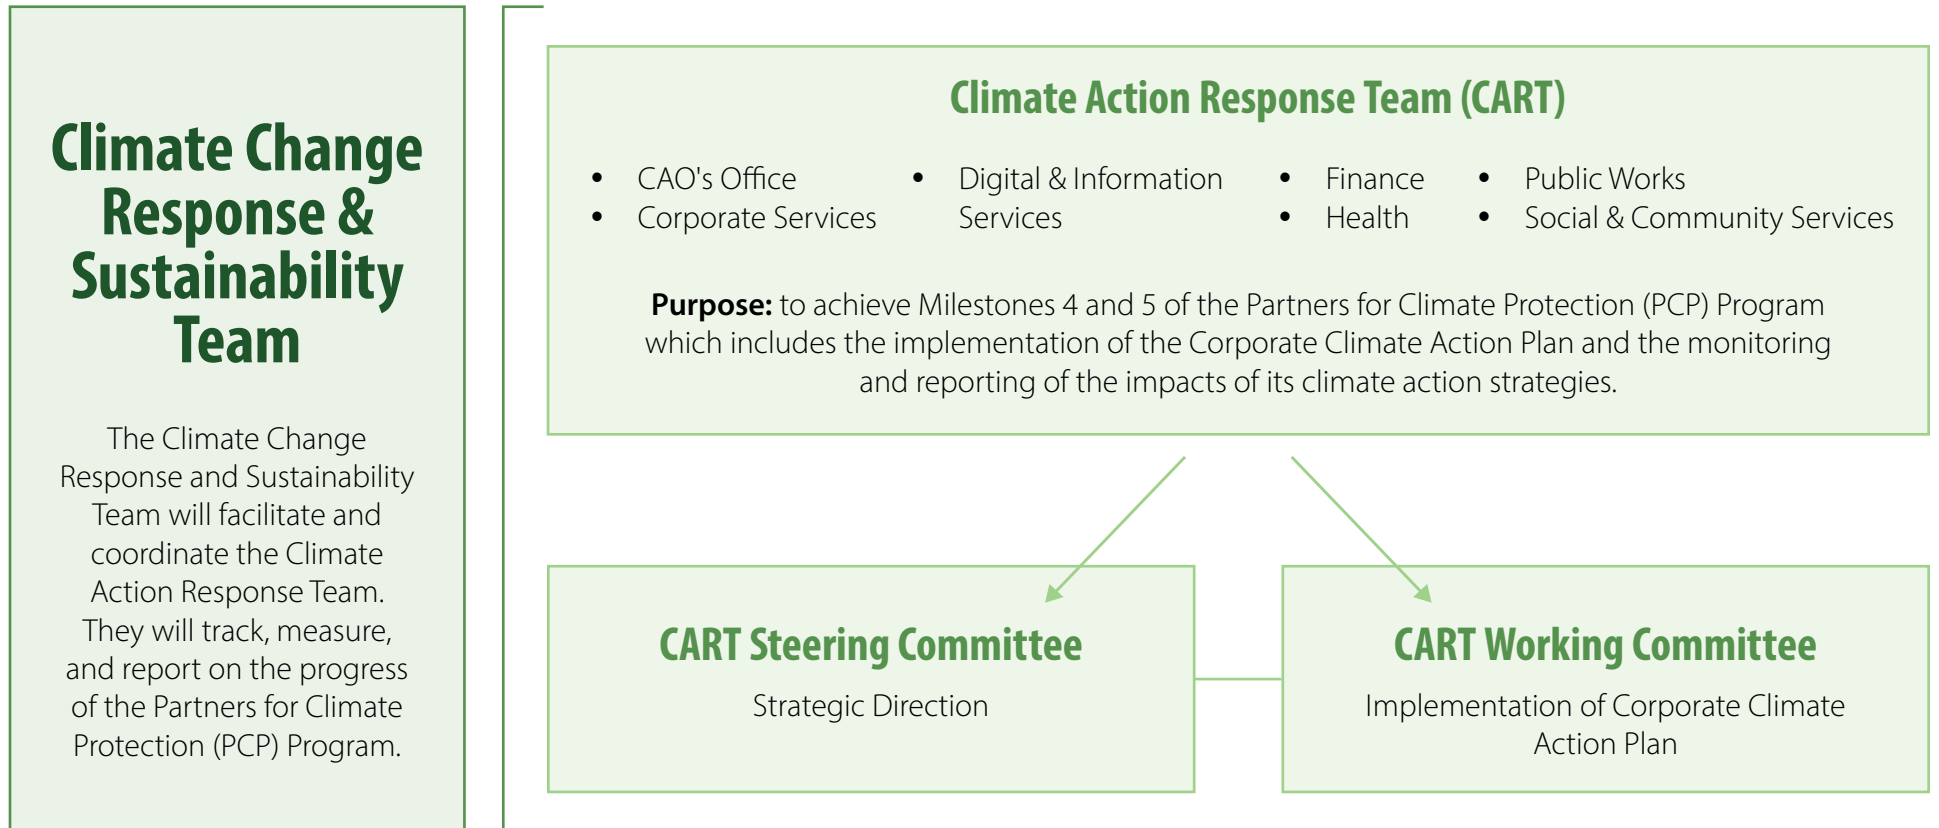 Climate Change
Response &
Sustainability
Team
The Climate Change
Response and Sustainability
Team will facilitate and
coordinate the Climate
Action Response Team.
They will track, measure,
and report on the progress
of the Partners for Climate
Protection (PCP) Program.
Climate Action Response Team (CART)
• CAO's Office
• Corporate Services
• Digital & Information
Services
• Finance
• Health
• Public Works
• Social & Community Services
Purpose: to achieve Milestones 4 and 5 of the Partners for Climate Protection (PCP) Program
which includes the implementation of the Corporate Climate Action Plan and the monitoring
and reporting of the impacts of its climate action strategies.
CART Steering Committee
Strategic Direction
CART Working Committee
Implementation of Corporate Climate
Action Plan